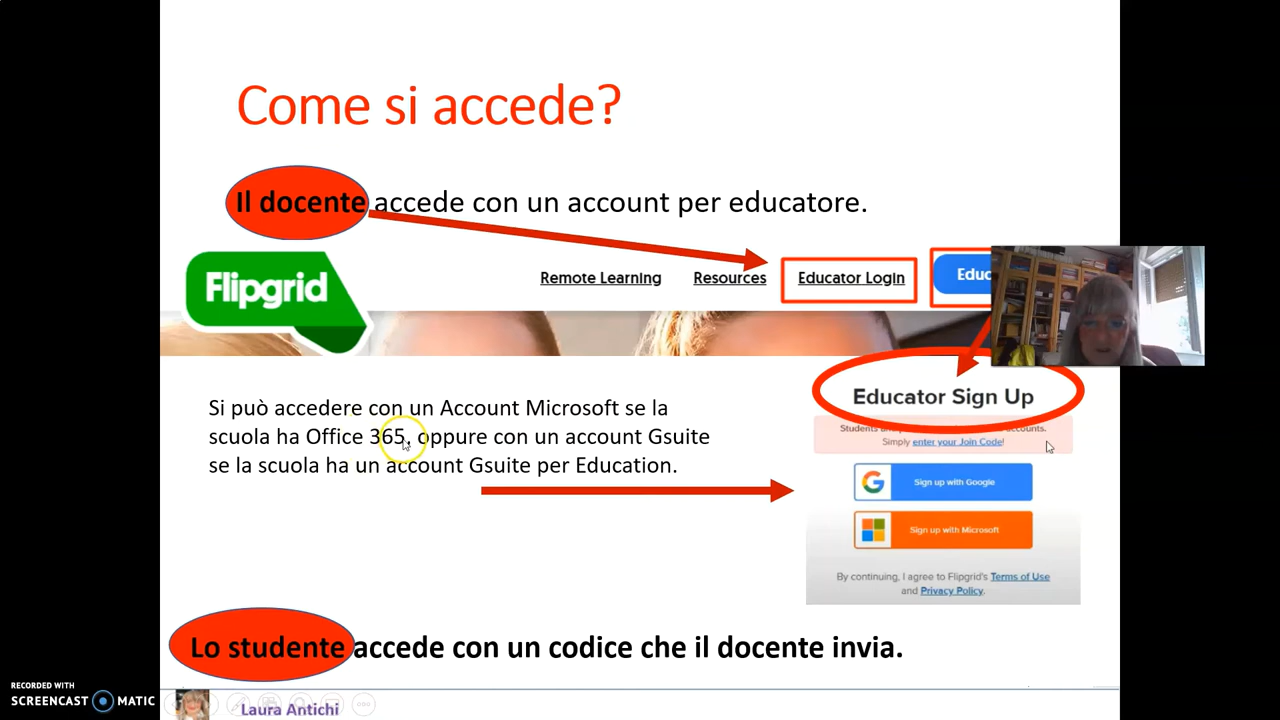 Come si accede?
Il docente accede con un account per educatore.
Flipgrid
Remote Learning
Resources
Educator Login
Educ
Si può accedere con un Account Microsoft se la
scuola ha Office 365, oppure con un account Gsuite
se la scuola ha un account Gsuite per Education.
Educator Sign Up
Students accounts.
Simply enter your Join Code!
Sign up with Google
Sign up with Microsoft
By continuing, I agree to Flipgrid's Terms of Use
and Privacy Policy.
Lo studente accede con un codice che il docente invia.
RECORDED WITH
SCREENCAST MATIC
Laura Antichi